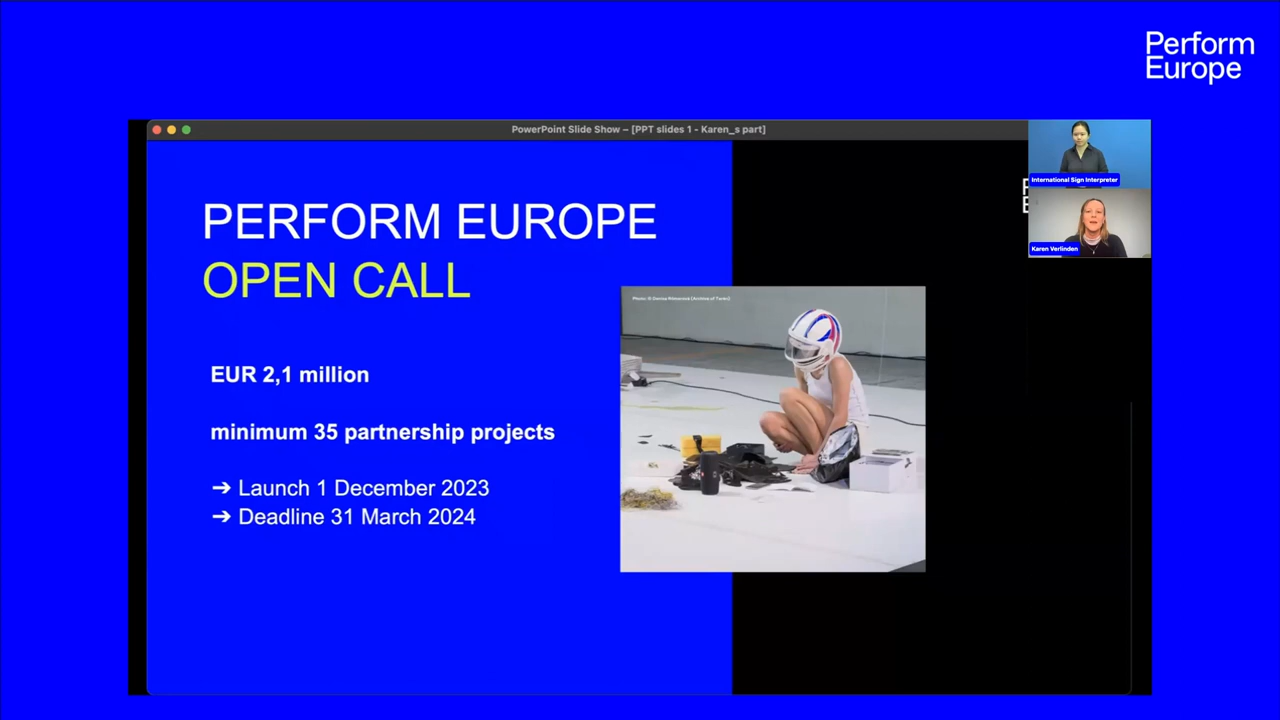 Perform
Europe
PowerPoint Slide Show – [PPT slides 1 - Karen_s part]
International Sign Interpreter
Karen Verlinden
PERFORM EUROPE
OPEN CALL
EUR 2,1 million
minimum 35 partnership projects
➔ Launch 1 December 2023
➔ Deadline 31 March 2024